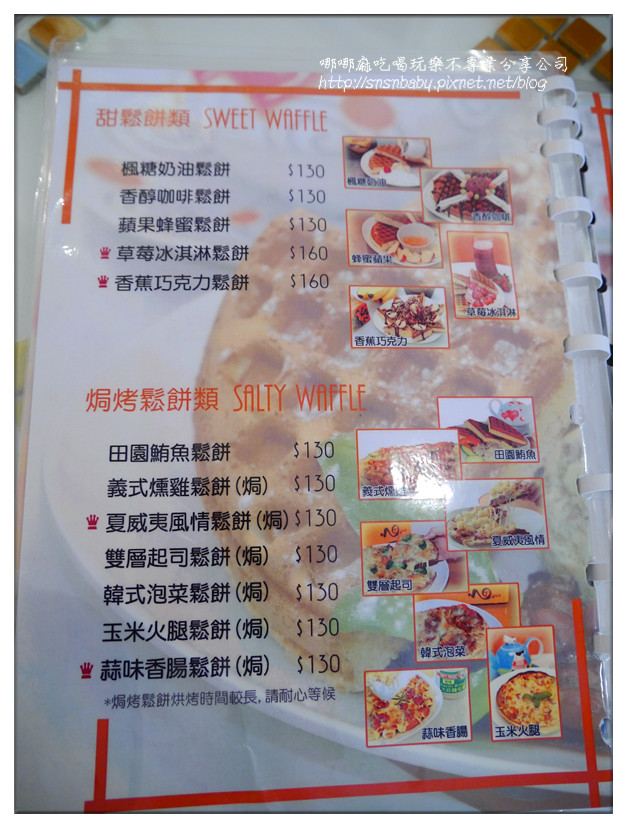 哪哪麻吃喝玩樂不專業分享公司
http://snsnbaby.pixnet.net/blog
甜鬆餅類 SWEET WAFFLE
楓糖奶油鬆餅 $130
香醇咖啡鬆餅 $130
蘋果蜂蜜鬆餅 $130
草莓冰淇淋鬆餅 $160
香蕉巧克力鬆餅 $160
楓糖奶油
香醇咖啡
蜂蜜蘋果
草莓冰淇淋
香蕉巧克力
焗烤鬆餅類 SALTY WAFFLE
田園鮪魚鬆餅 $130
義式燻雞鬆餅(焗) $130
夏威夷風情鬆餅(焗) $130
雙層起司鬆餅(焗) $130
韓式泡菜鬆餅(焗) $130
玉米火腿鬆餅(焗) $130
蒜味香腸鬆餅(焗) $130
*焗烤鬆餅烘烤時間較長,請耐心等候
田園鮪魚
義式燻雞
夏威夷風情
雙層起司
韓式泡菜
蒜味香腸
玉米火腿